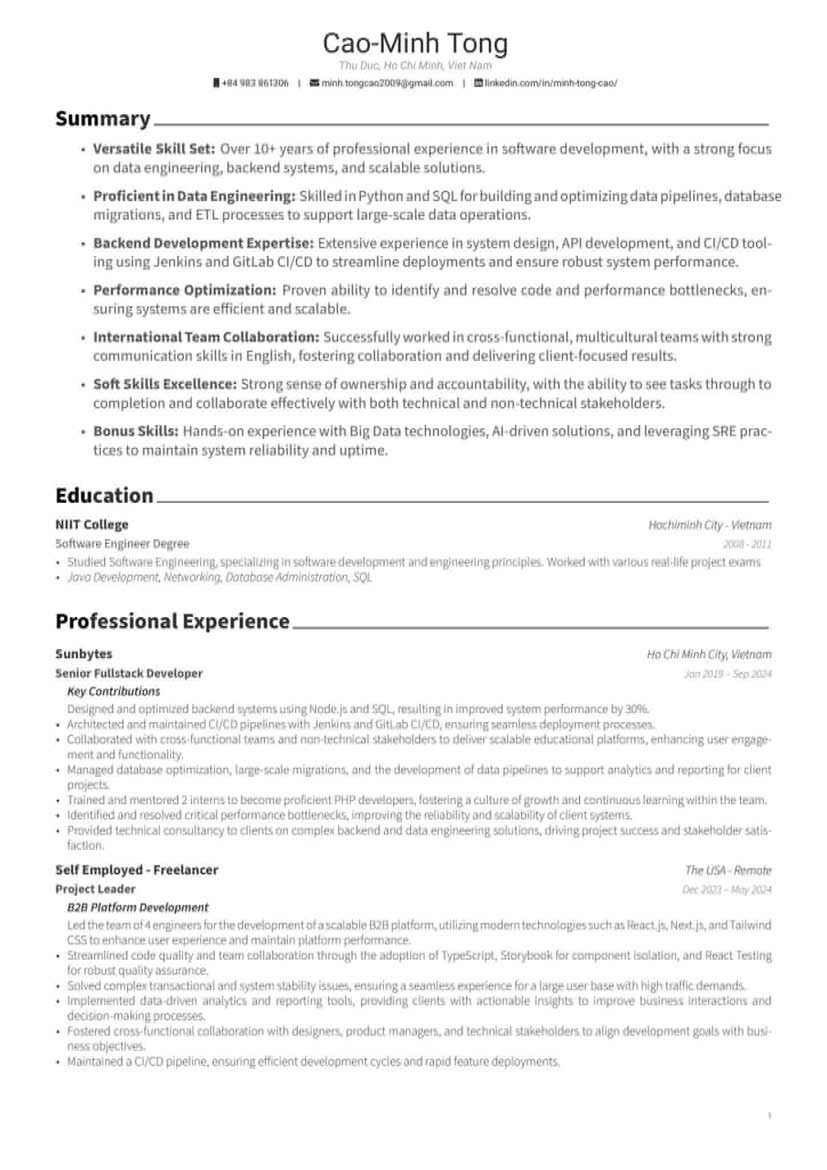 Cao-Minh Tong
Thu Duc, Ho Chi Minh, Viet Nam
+84 983 861306 | minh.tongcao2009@gmail.com | linkedin.com/in/minh-tong-cao/
Summary
• Versatile Skill Set: Over 10+ years of professional experience in software development, with a strong focus
on data engineering, backend systems, and scalable solutions.
• Proficient in Data Engineering: Skilled in Python and SQL for building and optimizing data pipelines, database
migrations, and ETL processes to support large-scale data operations.
• Backend Development Expertise: Extensive experience in system design, API development, and CI/CD tool-
ing using Jenkins and GitLab CI/CD to streamline deployments and ensure robust system performance.
• Performance Optimization: Proven ability to identify and resolve code and performance bottlenecks, en-
suring systems are efficient and scalable.
• International Team Collaboration: Successfully worked in cross-functional, multicultural teams with strong
communication skills in English, fostering collaboration and delivering client-focused results.
• Soft Skills Excellence: Strong sense of ownership and accountability, with the ability to see tasks through to
completion and collaborate effectively with both technical and non-technical stakeholders.
• Bonus Skills: Hands-on experience with Big Data technologies, AI-driven solutions, and leveraging SRE prac-
tices to maintain system reliability and uptime.
Education
NIIT College Hochiminh City - Vietnam
Software Engineer Degree 2008 - 2011
• Studied Software Engineering, specializing in software development and engineering principles. Worked with various real-life project exams
• Java Development, Networking, Database Administration, SQL
Professional Experience
Sunbytes Ho Chi Minh City, Vietnam
Senior Fullstack Developer Jan 2019 – Sep 2024
Key Contributions
Designed and optimized backend systems using Node.js and SQL, resulting in improved system performance by 30%.
• Architected and maintained CI/CD pipelines with Jenkins and GitLab CI/CD, ensuring seamless deployment processes.
• Collaborated with cross-functional teams and non-technical stakeholders to deliver scalable educational platforms, enhancing user engage-
ment and functionality.
• Managed database optimization, large-scale migrations, and the development of data pipelines to support analytics and reporting for client
projects.
• Trained and mentored 2 interns to become proficient PHP developers, fostering a culture of growth and continuous learning within the team.
• Identified and resolved critical performance bottlenecks, improving the reliability and scalability of client systems.
• Provided technical consultancy to clients on complex backend and data engineering solutions, driving project success and stakeholder satis-
faction.
Self Employed - Freelancer The USA - Remote
Project Leader Dec 2023 – May 2024
B2B Platform Development
Led the team of 4 engineers for the development of a scalable B2B platform, utilizing modern technologies such as React.js, Next.js, and Tailwind
CSS to enhance user experience and maintain platform performance.
• Streamlined code quality and team collaboration through the adoption of TypeScript, Storybook for component isolation, and React Testing
for robust quality assurance.
• Solved complex transactional and system stability issues, ensuring a seamless experience for a large user base with high traffic demands.
• Implemented data-driven analytics and reporting tools, providing clients with actionable insights to improve business interactions and
decision-making processes.
• Fostered cross-functional collaboration with designers, product managers, and technical stakeholders to align development goals with busi-
ness objectives.
• Maintained a CI/CD pipeline, ensuring efficient development cycles and rapid feature deployments.
1